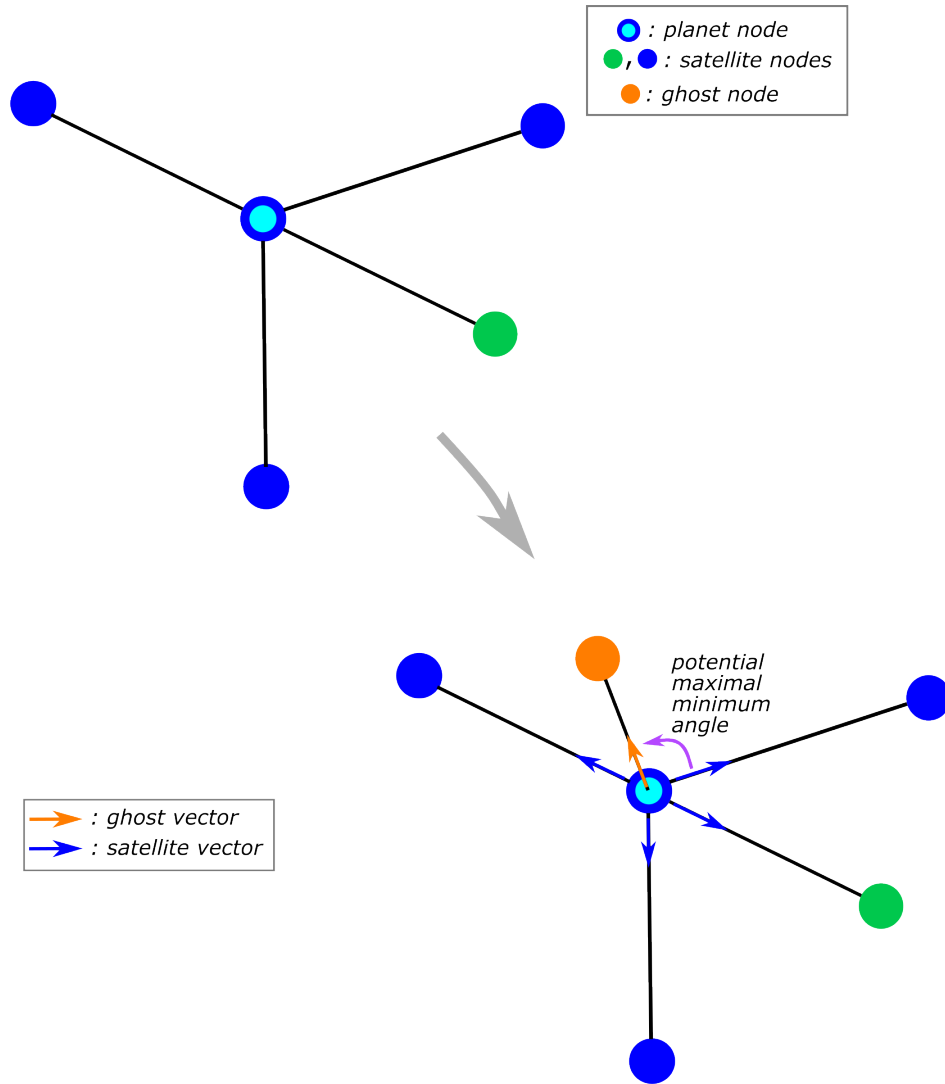 : planet node
, : satellite nodes
: ghost node
potential
maximal
minimum
angle
: ghost vector
: satellite vector